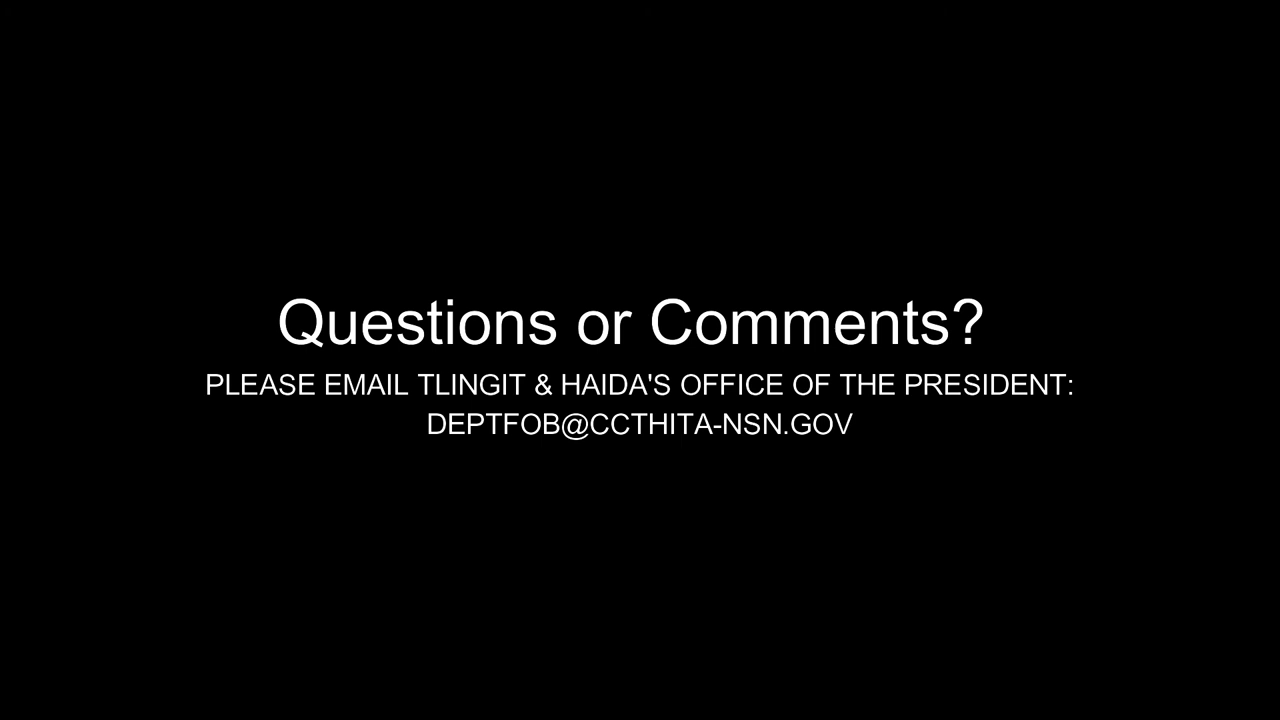 Questions or Comments?
PLEASE EMAIL TLINGIT & HAIDA'S OFFICE OF THE PRESIDENT:
DEPTFOB@CCTHITA-NSN.GOV